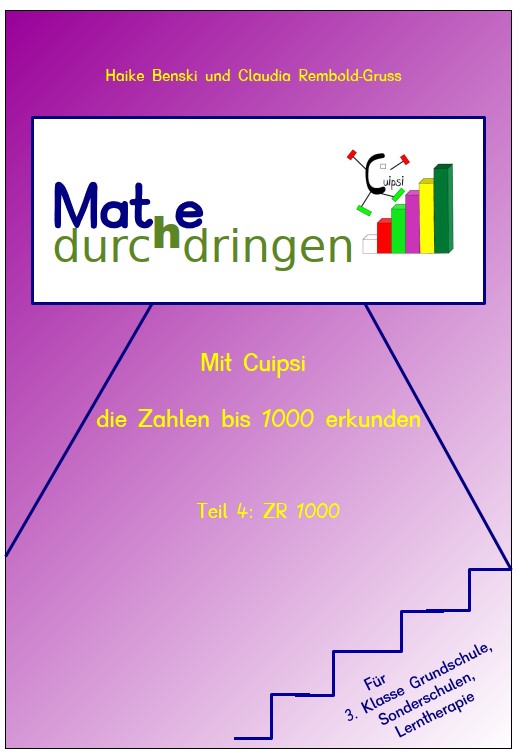 Haike Benski und Claudia Rembold-Gruss
Mathe
durchdringen
Cuipsi
Mit Cuipsi
die Zahlen bis 1000 erkunden
Teil 4: ZR 1000
Für
3. Klasse Grundschule,
Sonderschulen,
Lerntherapie